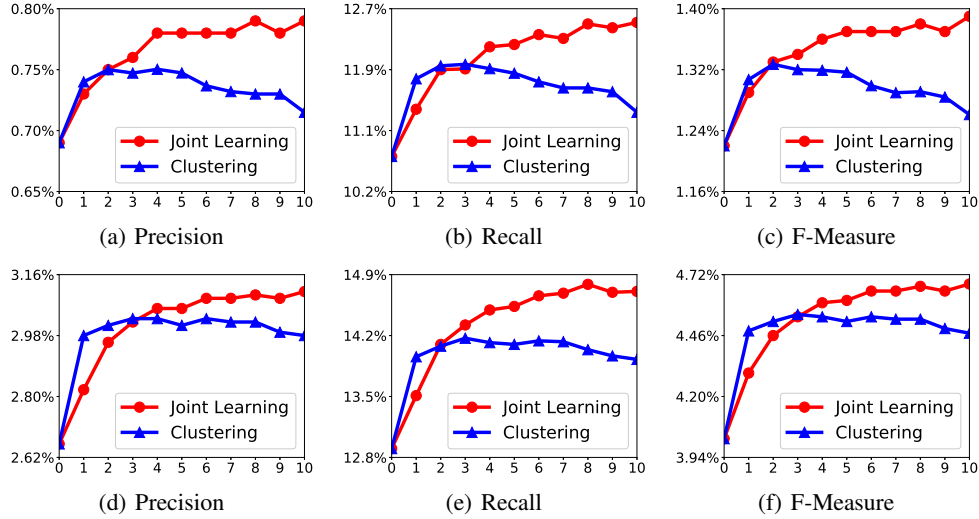 0.80% 12.7% 1.40%
0.75% 11.9% 1.32%
0.70% 11.1% 1.24%
Joint Learning Joint Learning Joint Learning
Clustering Clustering Clustering
0.65% 10.2% 1.16%
0 1 2 3 4 5 6 7 8 9 10 0 1 2 3 4 5 6 7 8 9 10 0 1 2 3 4 5 6 7 8 9 10
(a) Precision (b) Recall (c) F-Measure
3.16% 14.9% 4.72%
2.98% 14.2% 4.46%
2.80% 13.5% 4.20%
Joint Learning Joint Learning Joint Learning
Clustering Clustering Clustering
2.62% 12.8% 3.94%
0 1 2 3 4 5 6 7 8 9 10 0 1 2 3 4 5 6 7 8 9 10 0 1 2 3 4 5 6 7 8 9 10
(d) Precision (e) Recall (f) F-Measure